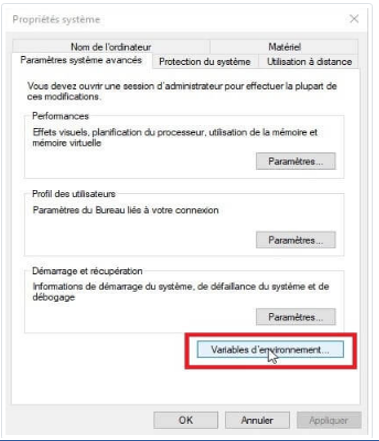 Propriétés système
Nom de l'ordinateur Matériel
Paramètres système avancés Protection du système Utilisation à distance
Vous devez ouvrir une session d'administrateur pour effectuer la plupart de
ces modifications.
Performances
Effets visuels, planification du processeur, utilisation de la mémoire et
mémoire virtuelle
Paramètres...
Profil des utilisateurs
Paramètres du Bureau liés à votre connexion
Paramètres...
Démarrage et récupération
Informations de démarrage du système, de défaillance du système et de
débogage
Paramètres...
Variables d'environnement...
OK Annuler Appliquer